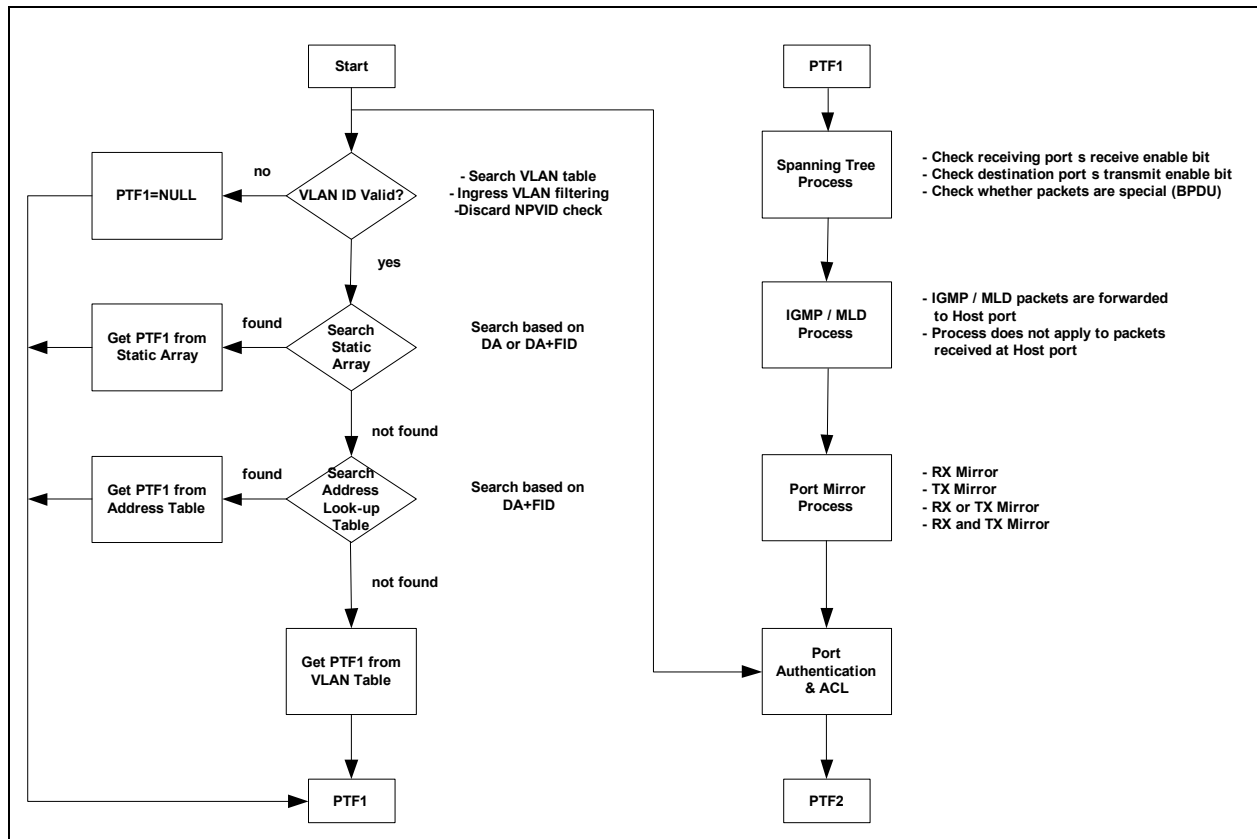 Start
no
PTF1=NULL
VLAN ID Valid?
- Search VLAN table
- Ingress VLAN filtering
-Discard NPVID check
yes
found
Get PTF1 from
Static Array
Search
Static
Array
Search based on
DA or DA+FID
not found
found
Get PTF1 from
Address Table
Search
Address
Look-up
Table
Search based on
DA+FID
not found
Get PTF1 from
VLAN Table
PTF1
PTF1
Spanning Tree
Process
- Check receiving port s receive enable bit
- Check destination port s transmit enable bit
- Check whether packets are special (BPDU)
IGMP / MLD
Process
- IGMP / MLD packets are forwarded
to Host port
- Process does not apply to packets
received at Host port
Port Mirror
Process
- RX Mirror
- TX Mirror
- RX or TX Mirror
- RX and TX Mirror
Port
Authentication
& ACL
PTF2